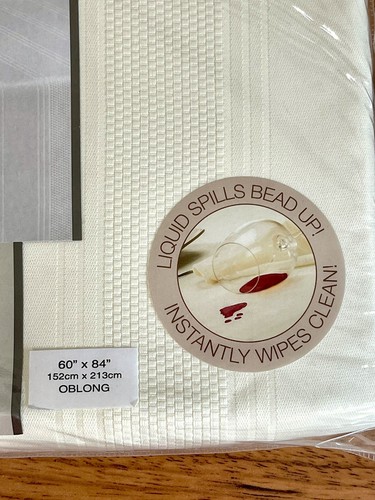 LIQUID SPILLS BEAD UP!
INSTANTLY WIPES CLEAN!
60" x 84"
152cm x 213cm
OBLONG